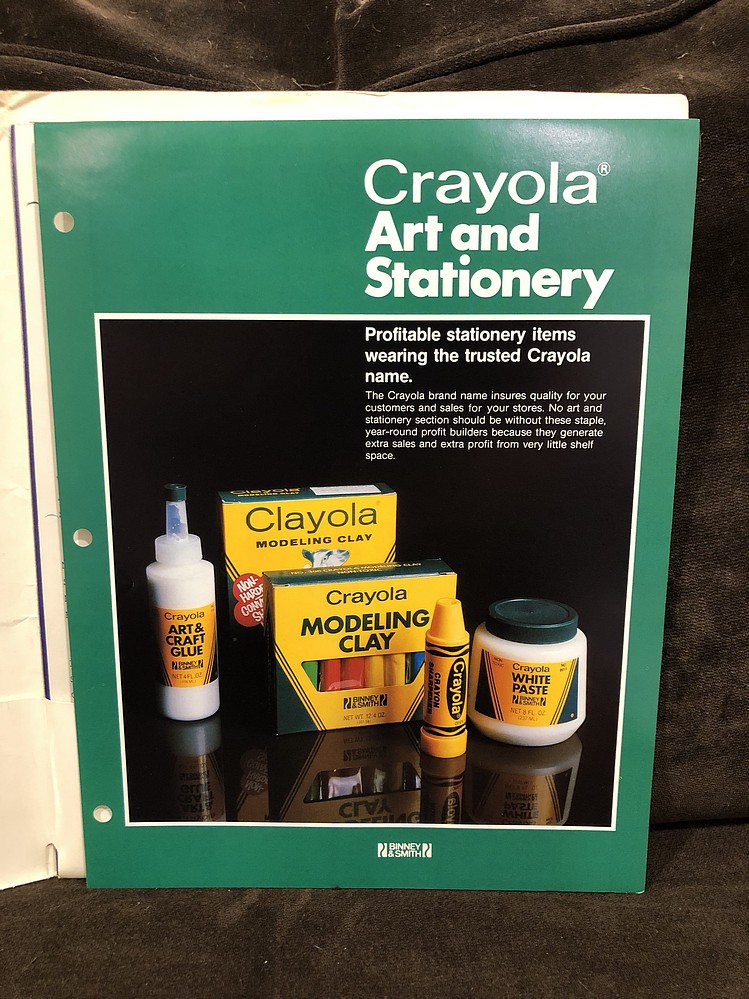 Crayola®
Art and
Stationery
Profitable stationery items
wearing the trusted Crayola
name.
The Crayola brand name insures quality for your
customers and sales for your stores. No art and
stationery section should be without these staple,
year-round profit builders because they generate
extra sales and extra profit from very little shelf
space.
Clayola®
MODELING CLAY
NON-
HARDE
Crayola
ART &
CRAFT
GLUE
BINNEY
& SMITH
NET 4 FL. OZ.
NON-TOXIC
Crayola
MODELING
CLAY
BINNEY
& SMITH
NET WT. 12.4 OZ.
Crayola
CRAYON
SHARPENER
Crayola
WHITE
PASTE
BINNEY
& SMITH
NET 8 FL. OZ.
BINNEY
& SMITH